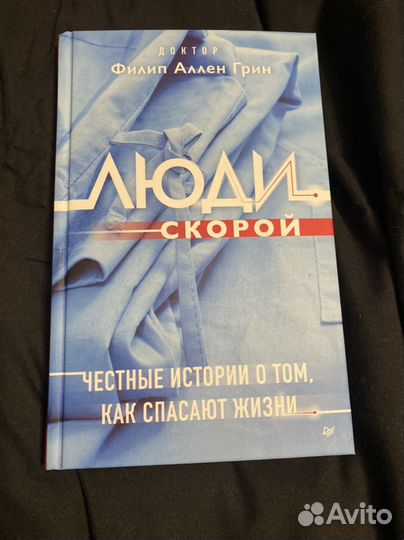 ДОКТОР
Филип Аллен Грин
ЛЮДИ
СКОРОЙ
ЧЕСТНЫЕ ИСТОРИИ О ТОМ,
КАК СПАСАЮТ ЖИЗНИ
Avito